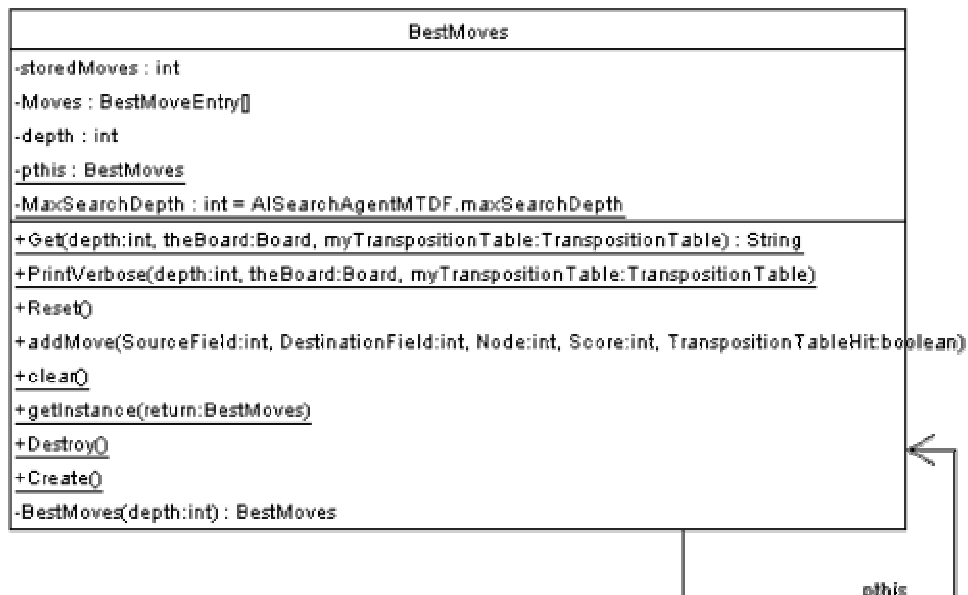 BestMoves
-storedMoves : int
-Moves : BestMoveEntry[]
-depth : int
-pthis : BestMoves
-MaxSearchDepth : int = AISearchAgentMTDF.maxSearchDepth
+Get(depth:int, theBoard:Board, myTranspositionTable:TranspositionTable) : String
+PrintVerbose(depth:int, theBoard:Board, myTranspositionTable:TranspositionTable)
+Reset()
+addMove(SourceField:int, DestinationField:int, Node:int, Score:int, TranspositionTableHit:boolean)
+clear()
+getInstance(return:BestMoves)
+Destroy()
+Create()
-BestMoves(depth:int) : BestMoves
pthis